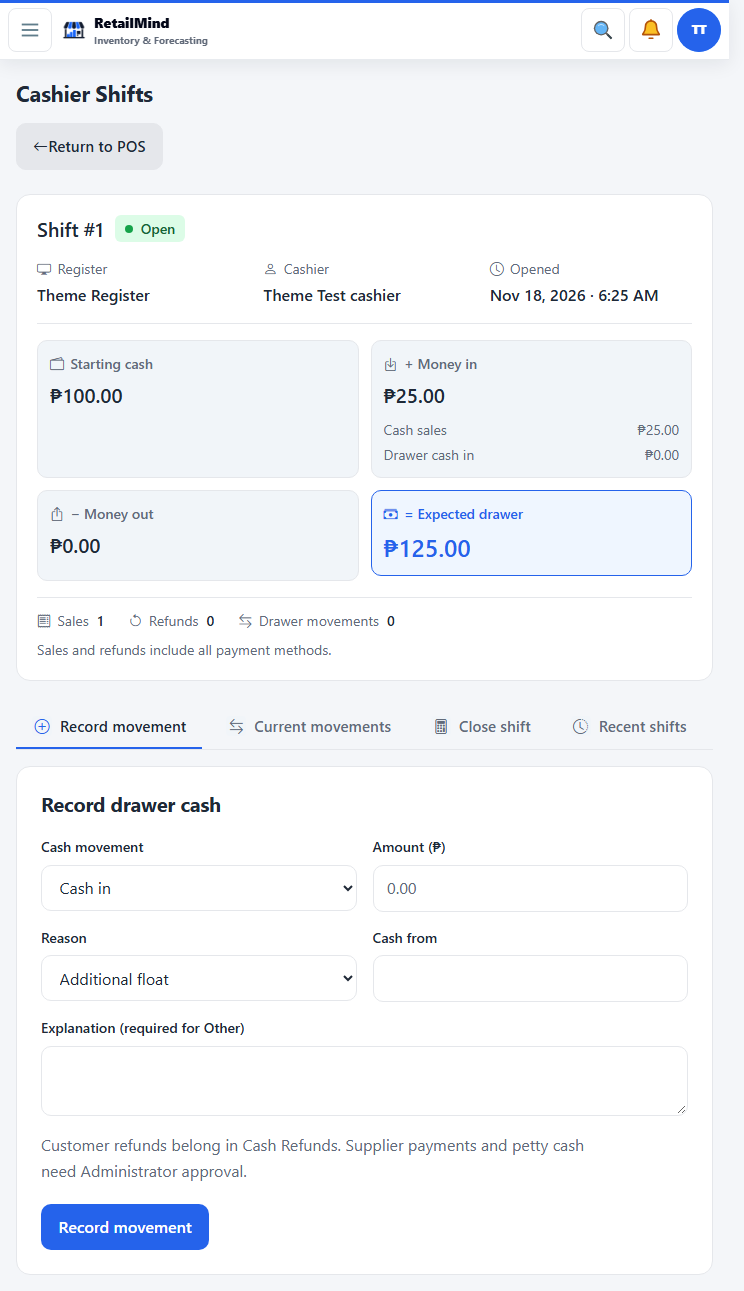 RetailMind
Inventory & Forecasting
TT
Cashier Shifts
←Return to POS
Shift #1 Open
Register Cashier Opened
Theme Register Theme Test cashier Nov 18, 2026 · 6:25 AM
Starting cash
₱100.00
+ Money in
₱25.00
Cash sales ₱25.00
Drawer cash in ₱0.00
− Money out
₱0.00
= Expected drawer
₱125.00
Sales 1 Refunds 0 Drawer movements 0
Sales and refunds include all payment methods.
Record movement Current movements Close shift Recent shifts
Record drawer cash
Cash movement Amount (₱)
Cash in 0.00
Reason Cash from
Additional float
Explanation (required for Other)
Customer refunds belong in Cash Refunds. Supplier payments and petty cash
need Administrator approval.
Record movement